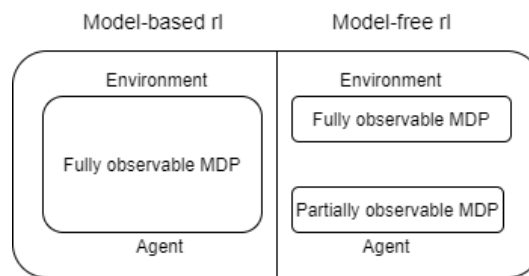 Model-based rl
Model-free rl
Environment
Fully observable MDP
Agent
Environment
Fully observable MDP
Partially observable MDP
Agent